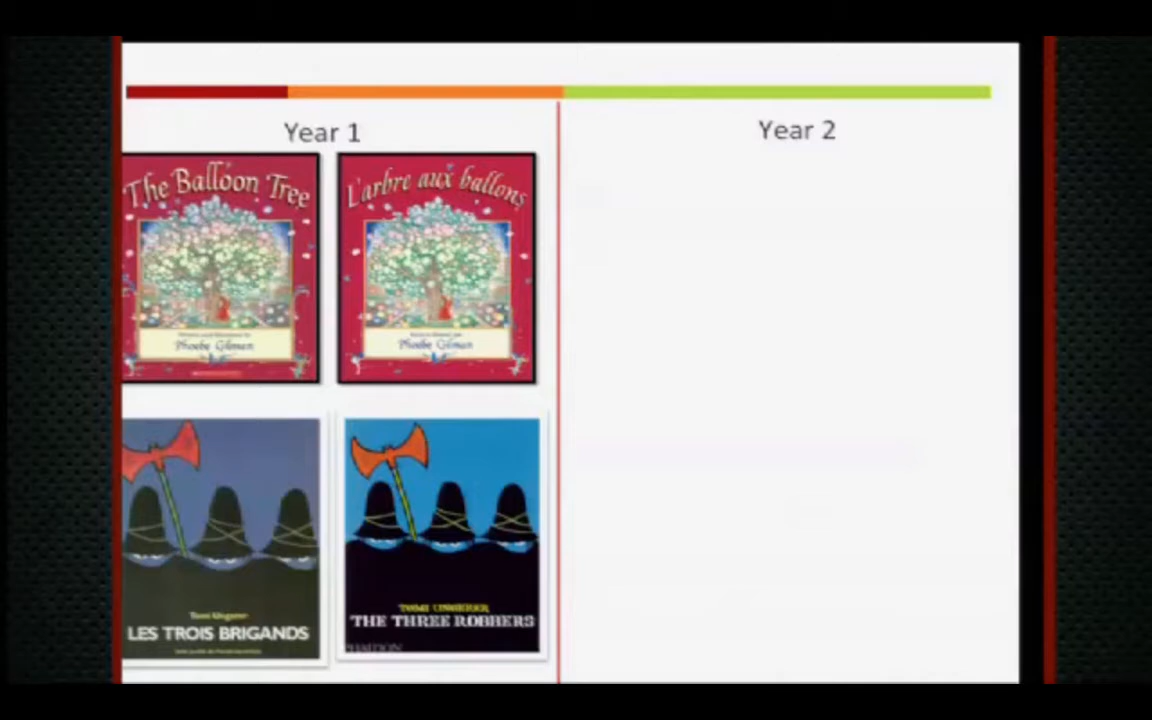 Year 1
Year 2
The Balloon Tree
Phoebe Gilman
L'arbre aux ballons
Phoebe Gilman
Tomi Ungerer
LES TROIS BRIGANDS
TOMI UNGERER
THE THREE ROBBERS
PHAIDON